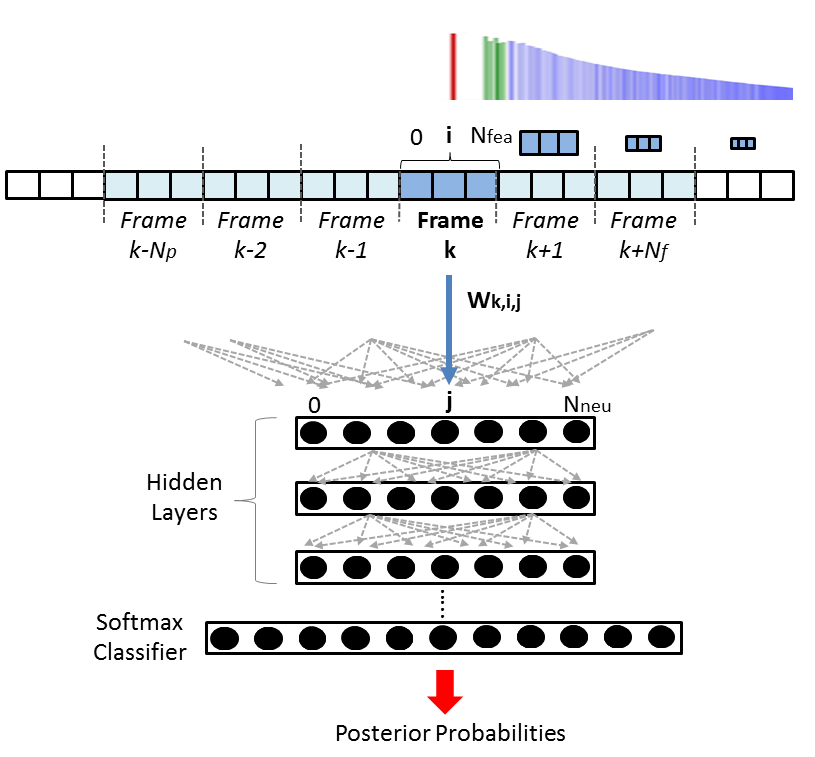 0 i Nfea
Frame k-Np
Frame k-2
Frame k-1
Frame k
Frame k+1
Frame k+Nf
Wk,i,j
0 j Nneu
Hidden
Layers
Softmax
Classifier
Posterior Probabilities